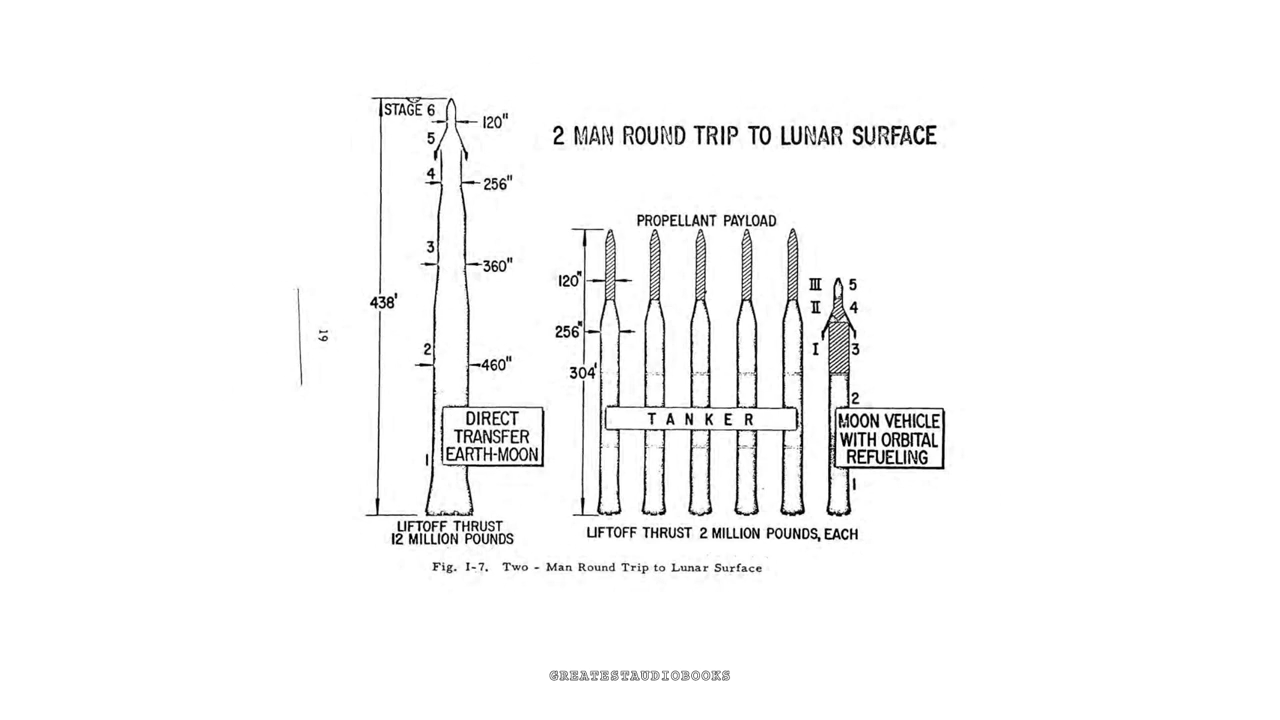 2 MAN ROUND TRIP TO LUNAR SURFACE
STAGE 6
120"
5
4
256"
3
360"
438'
2
460"
DIRECT
TRANSFER
EARTH-MOON
1
LIFTOFF THRUST
12 MILLION POUNDS
PROPELLANT PAYLOAD
120"
256"
304'
TANKER
III 5
II 4
I 3
2
MOON VEHICLE
WITH ORBITAL
REFUELING
1
LIFTOFF THRUST 2 MILLION POUNDS, EACH
Fig. I-7. Two - Man Round Trip to Lunar Surface
19
GREATESTAUDIOBOOKS